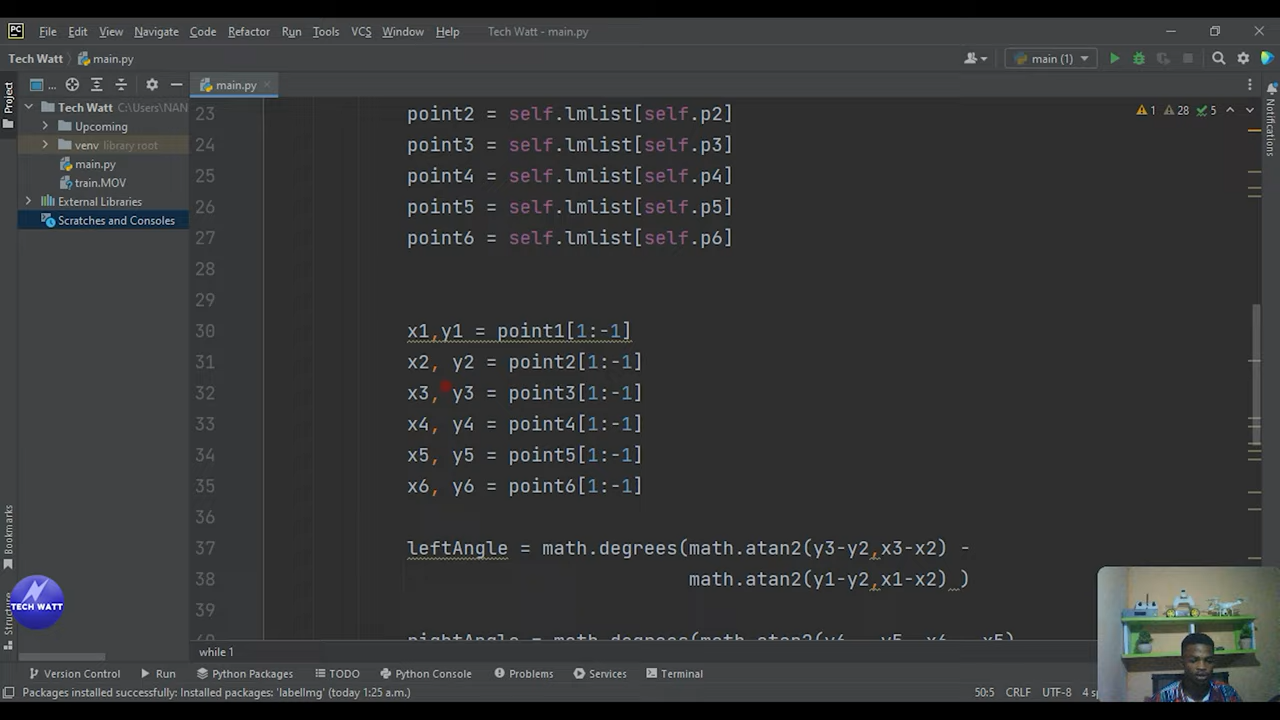 PC File Edit View Navigate Code Refactor Run Tools VCS Window Help Tech Watt - main.py
Tech Watt main.py main (1)
Project ... main.py
Tech Watt C:\Users\NAN
Upcoming
venv library root
main.py
train.MOV
External Libraries
Scratches and Consoles
1 28 5
Notifications
23 point2 = self.lmlist[self.p2]
24 point3 = self.lmlist[self.p3]
25 point4 = self.lmlist[self.p4]
26 point5 = self.lmlist[self.p5]
27 point6 = self.lmlist[self.p6]
28
29
30 x1,y1 = point1[1:-1]
31 x2, y2 = point2[1:-1]
32 x3, y3 = point3[1:-1]
33 x4, y4 = point4[1:-1]
34 x5, y5 = point5[1:-1]
35 x6, y6 = point6[1:-1]
36
37 leftAngle = math.degrees(math.atan2(y3-y2,x3-x2) -
38 math.atan2(y1-y2,x1-x2) )
39
rightAngle = math.degrees(math.atan2(y6 - y5, x6 - x5)
while 1
Bookmarks
Structure
TECH WATT
Version Control Run Python Packages TODO Python Console Problems Services Terminal
Packages installed successfully: Installed packages: 'labelImg' (today 1:25 a.m.) 50:5 CRLF UTF-8 4